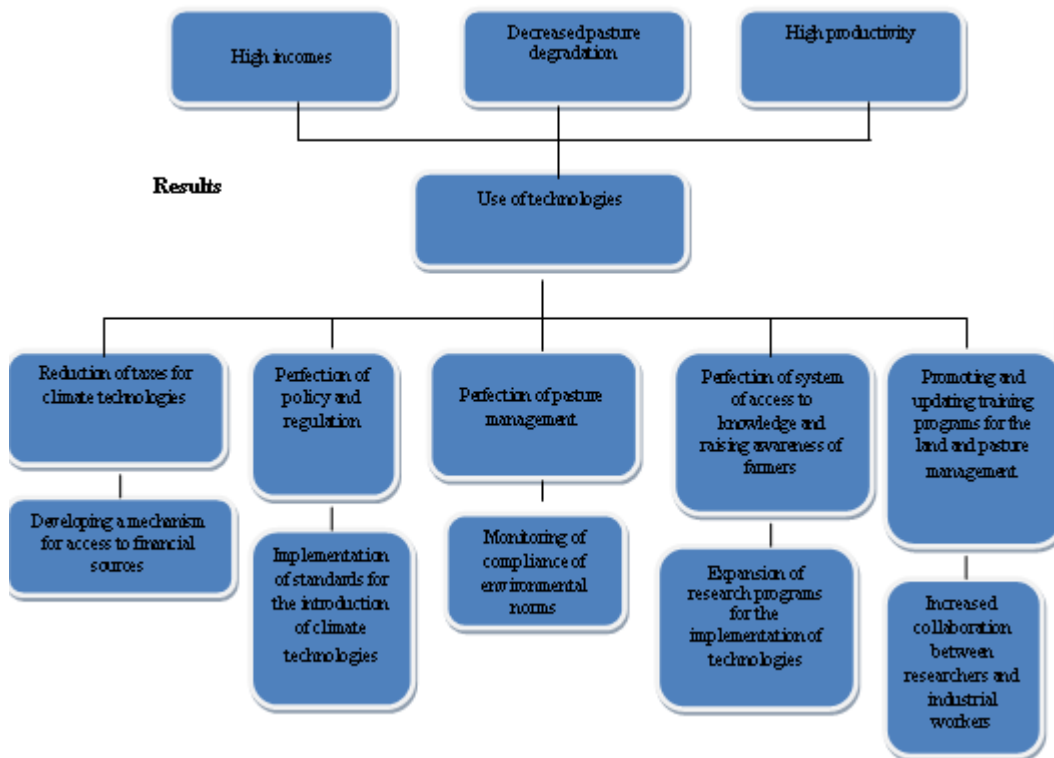 High incomes
Decreased pasture
degradation
High productivity
Results
Use of technologies
Reduction of taxes for
climate technologies
Perfection of
policy and
regulation
Perfection of pasture
management
Perfection of system
of access to
knowledge and
raising awareness of
farmers
Promoting and
updating training
programs for the
land and pasture
management
Developing a mechanism
for access to financial
sources
Implementation
of standards for
the introduction
of climate
technologies
Monitoring of
compliance of
environmental
norms
Expansion of
research programs
for the
implementation of
technologies
Increased
collaboration
between
researchers and
industrial
workers